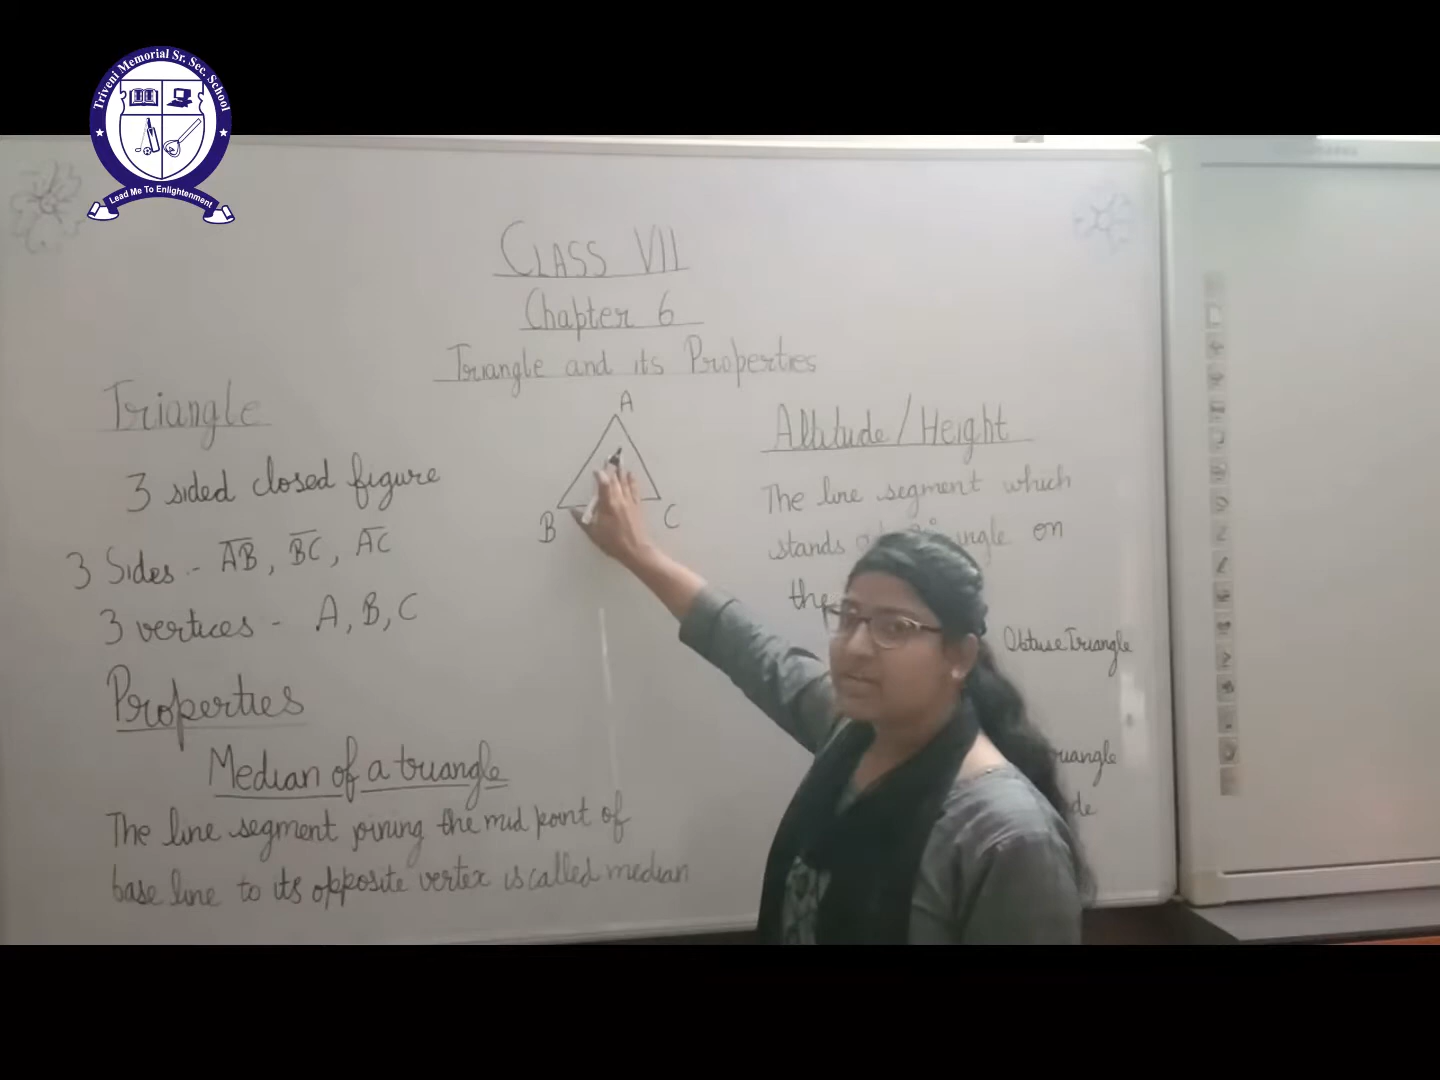 Triveni Memorial Sr. Sec. School
Lead Me To Enlightenment
CLASS VII
Chapter 6
Triangle and its Properties
Triangle
3 sided closed figure
3 Sides - AB, BC, AC
3 vertices - A, B, C
Properties
Median of a triangle
The line segment joining the mid point of
base line to its opposite vertex is called median
A
B
C
Altitude/Height
The line segment which
stands on
the
Obtuse Triangle